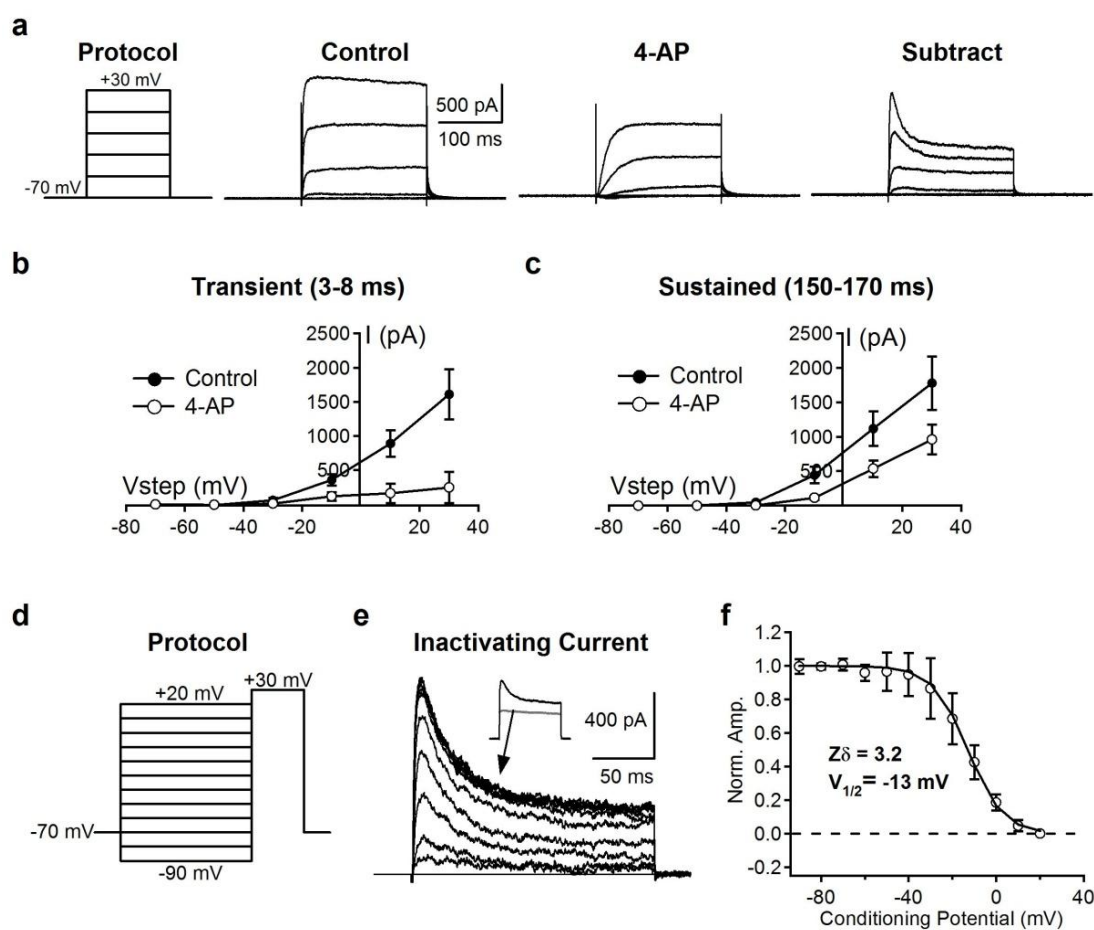 a
Protocol
Control
4-AP
Subtract
+30 mV
-70 mV
500 pA
100 ms
b
Transient (3-8 ms)
2500
I (pA)
2000
1500
1000
500
Control
4-AP
Vstep (mV)
-80 -60 -40 -20 20 40
c
Sustained (150-170 ms)
2500
I (pA)
2000
1500
1000
500
Control
4-AP
Vstep (mV)
-80 -60 -40 -20 20 40
d
Protocol
+20 mV
+30 mV
-70 mV
-90 mV
e
Inactivating Current
400 pA
50 ms
f
1.2
1.0
0.8
0.6
0.4
0.2
0.0
-0.2
Norm. Amp.
Zδ = 3.2
V1/2= -13 mV
-80 -40 0 40
Conditioning Potential (mV)